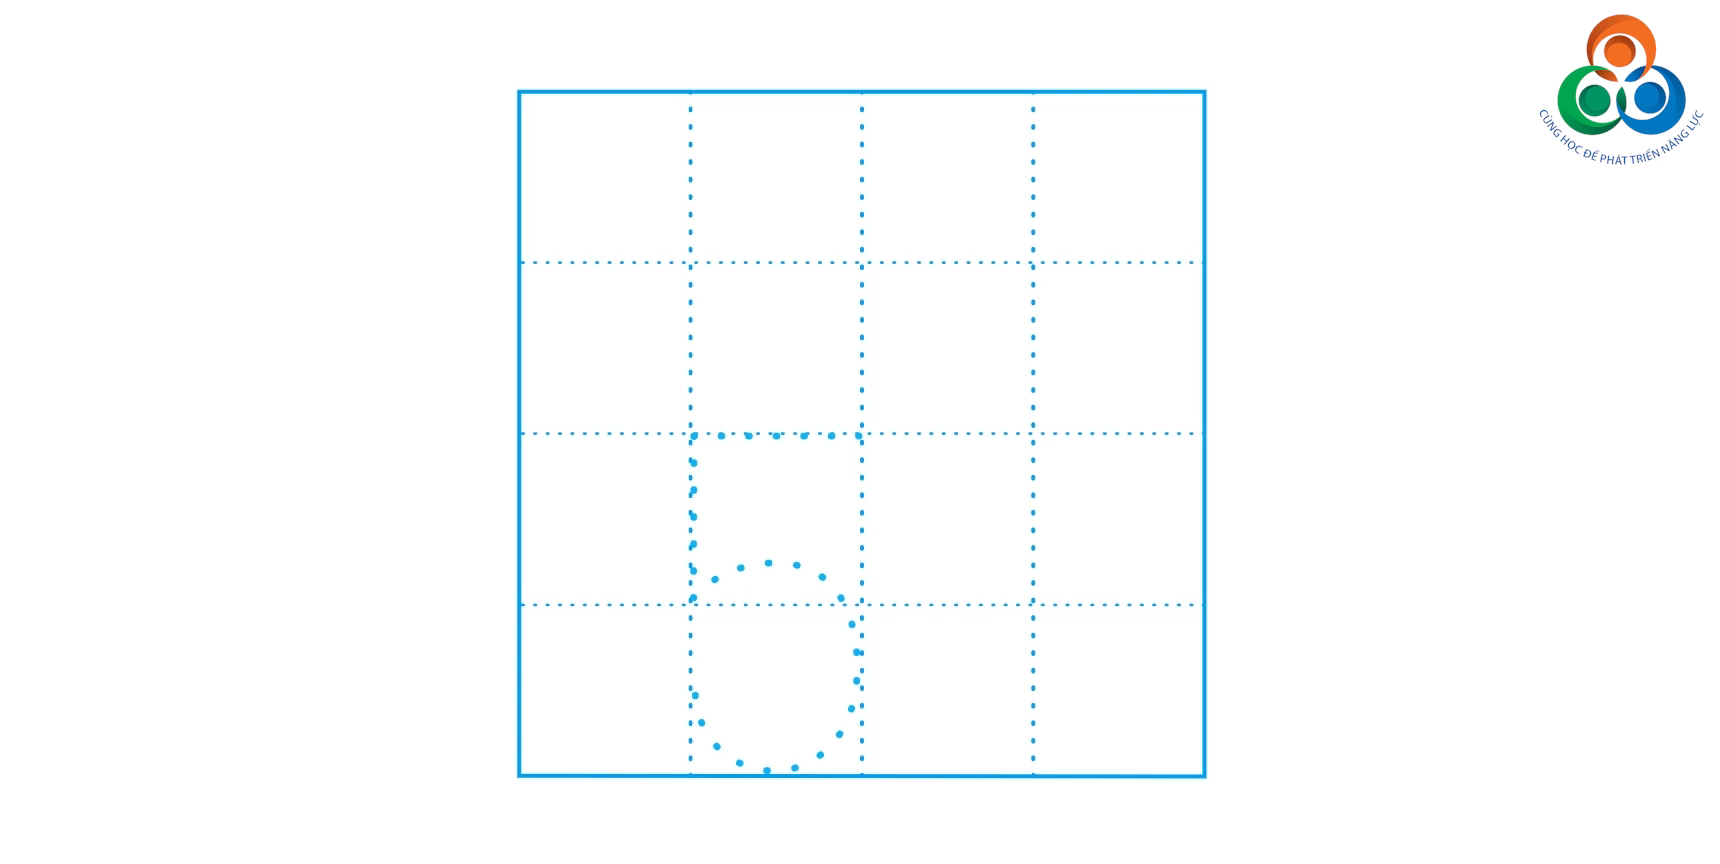 5
CÙNG HỌC ĐỂ PHÁT TRIỂN NĂNG LỰC